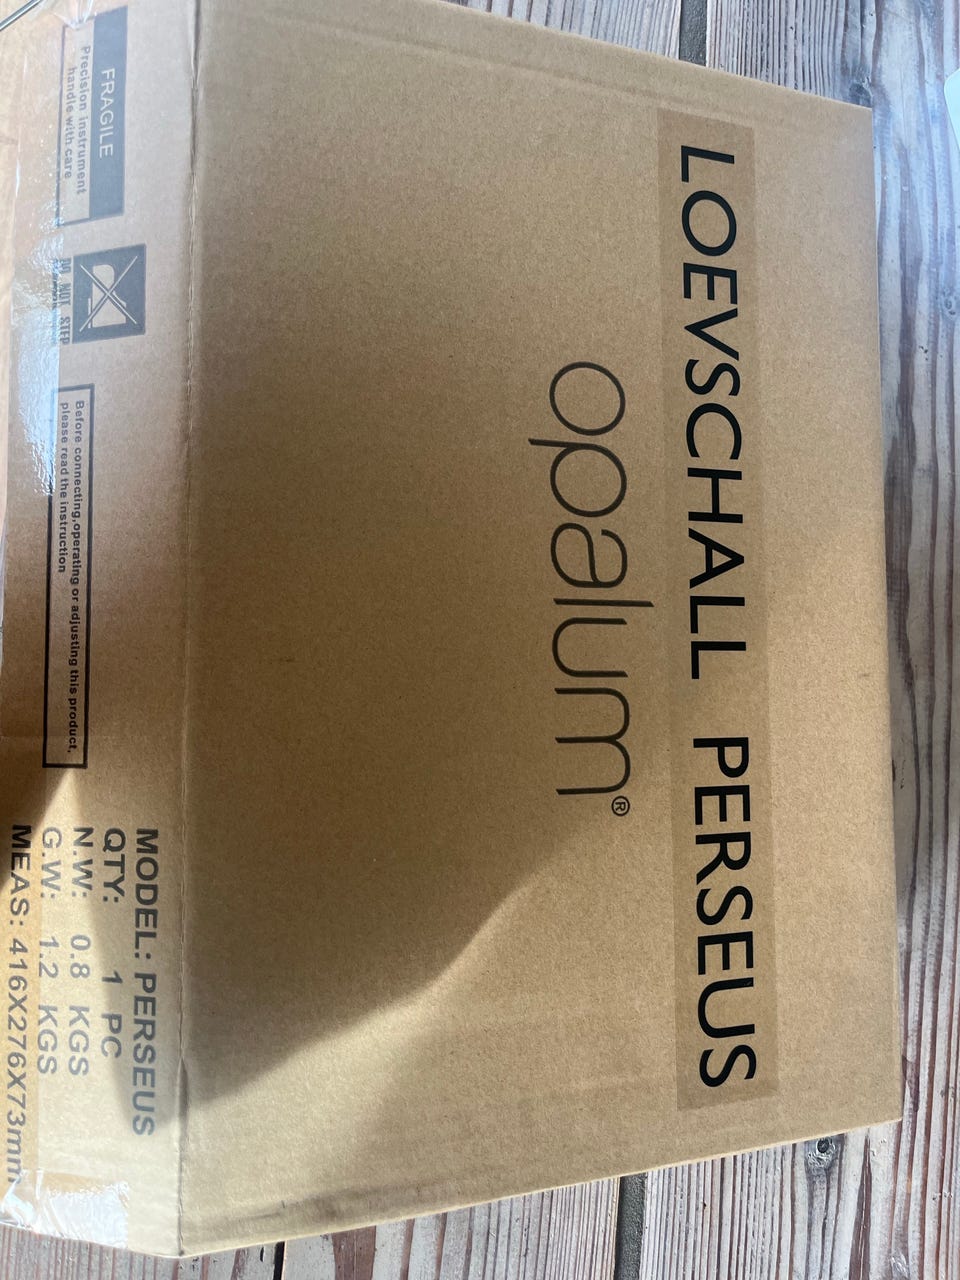 LOEVSCHALL PERSEUS
opalum®
FRAGILE
Precision instrument
handle with care
DO NOT STEP
Before connecting,operating or adjusting this product,
please read the instruction
MODEL: PERSEUS
QTY: 1 PC
N.W: 0.8 KGS
G.W: 1.2 KGS
MEAS: 416X276X73mm